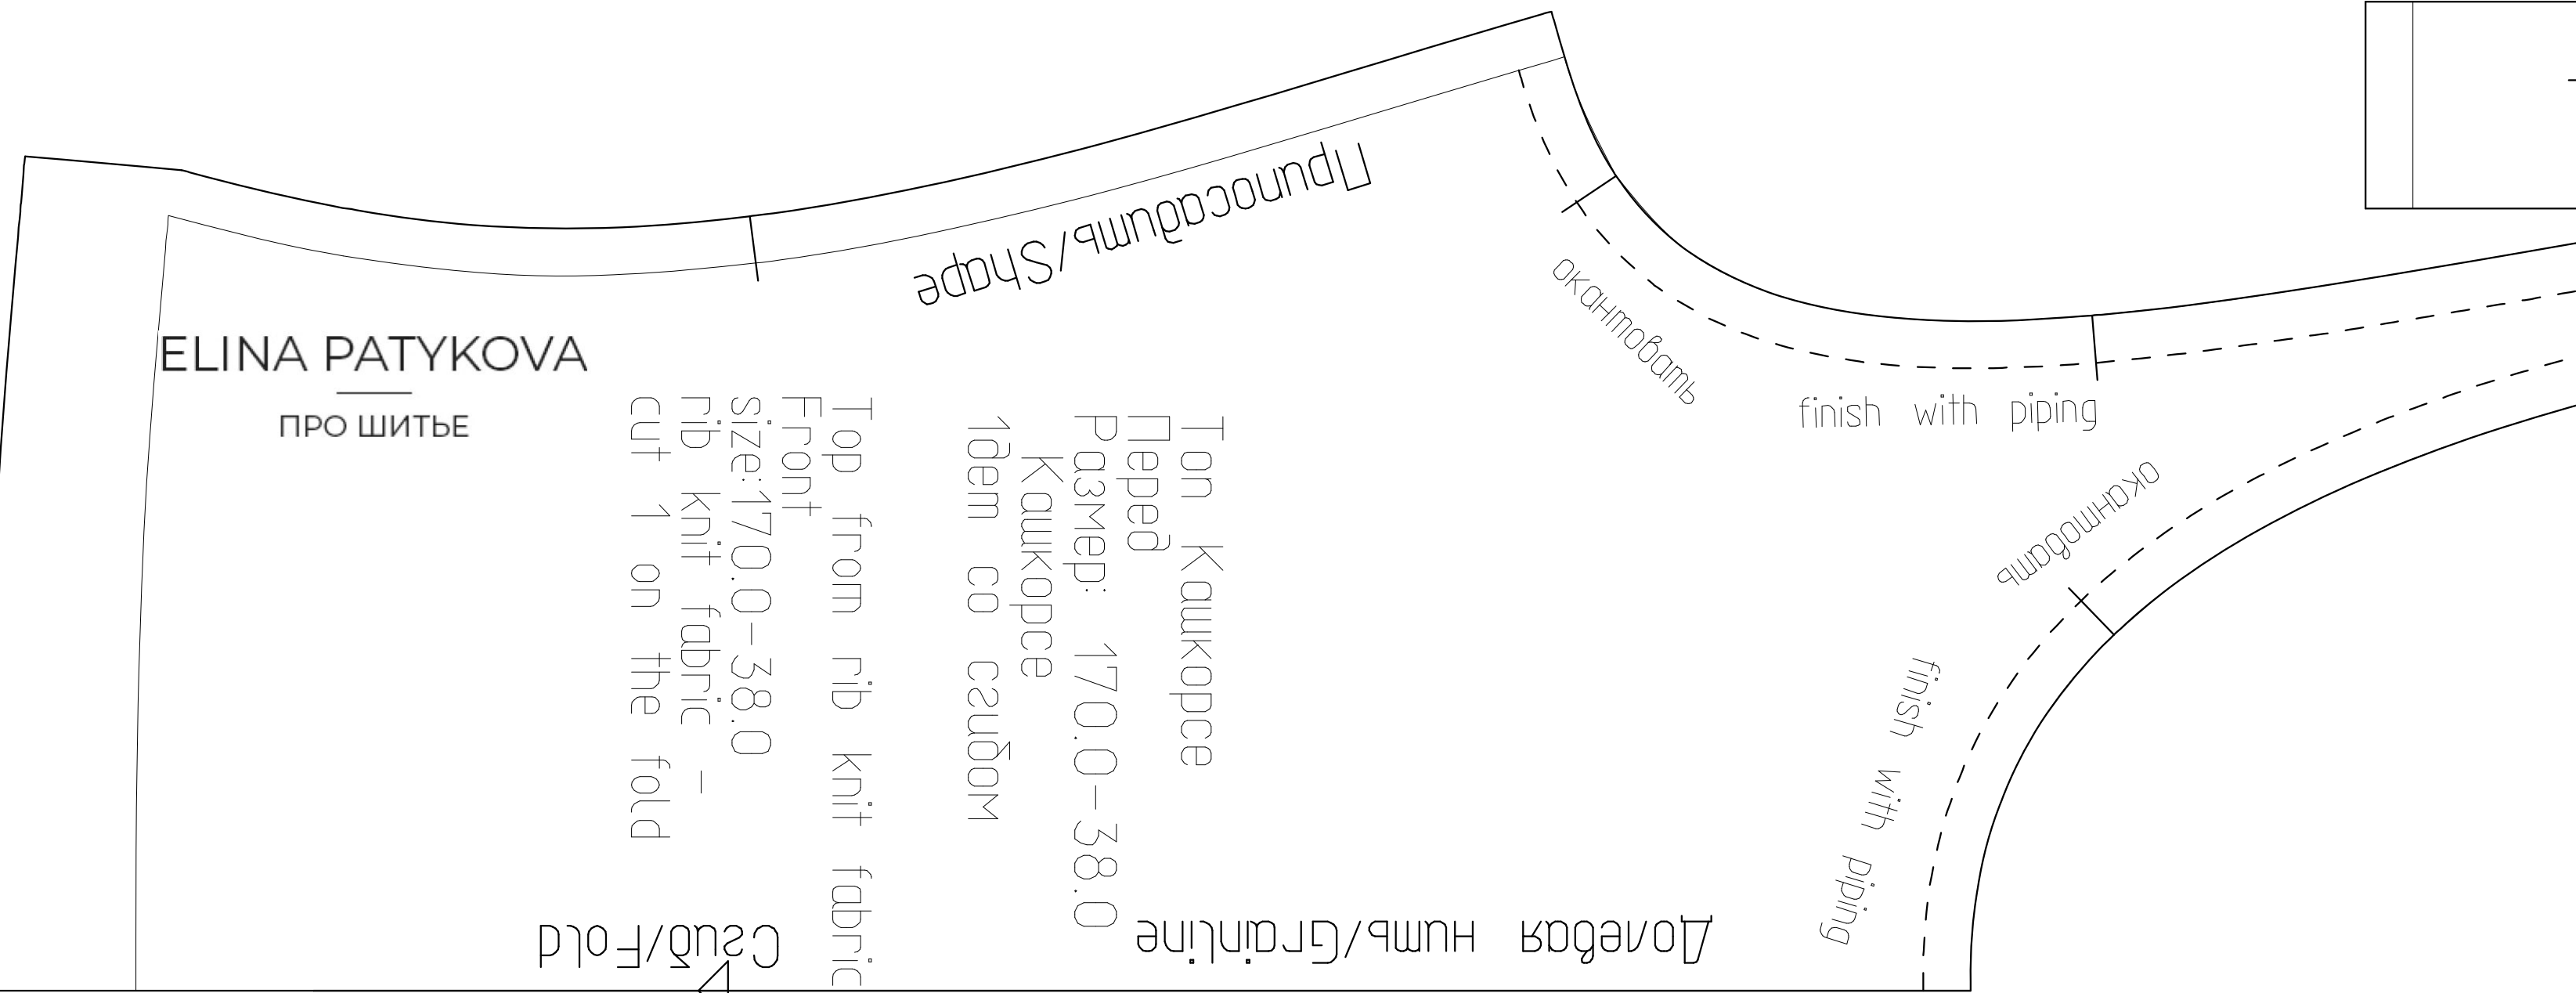 ELINA PATYKOVA
ПРО ШИТЬЕ
Припосадить/Shape
окантовать
finish with piping
окантовать
finish with piping
Топ Кашкорсе
Перед
Размер: 170.0-38.0
Кашкорсе
1дет со сгибом
Top from rib knit fabric
Front
size:170.0-38.0
rib knit fabric -
cut 1 on the fold
Сгиб/Fold
Долевая нить/Grainline